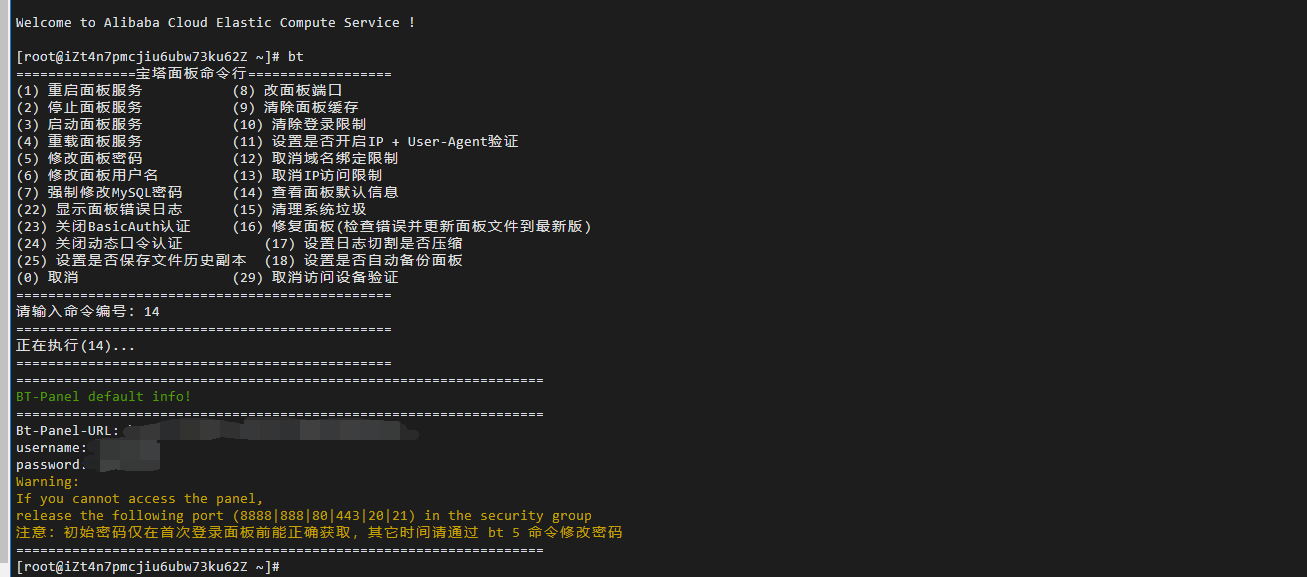 Welcome to Alibaba Cloud Elastic Compute Service !
[root@iZt4n7pmcjiu6ubw73ku62Z ~]# bt
===============宝塔面板命令行==================
(1) 重启面板服务 (8) 改面板端口
(2) 停止面板服务 (9) 清除面板缓存
(3) 启动面板服务 (10) 清除登录限制
(4) 重载面板服务 (11) 设置是否开启IP + User-Agent验证
(5) 修改面板密码 (12) 取消域名绑定限制
(6) 修改面板用户名 (13) 取消IP访问限制
(7) 强制修改MySQL密码 (14) 查看面板默认信息
(22) 显示面板错误日志 (15) 清理系统垃圾
(23) 关闭BasicAuth认证 (16) 修复面板(检查错误并更新面板文件到最新版)
(24) 关闭动态口令认证 (17) 设置日志切割是否压缩
(25) 设置是否保存文件历史副本 (18) 设置是否自动备份面板
(0) 取消 (29) 取消访问设备验证
===============================================
请输入命令编号: 14
===============================================
正在执行(14)...
===============================================
==================================================================
BT-Panel default info!
==================================================================
Bt-Panel-URL:
username:
password
Warning:
If you cannot access the panel,
release the following port (8888|888|80|443|20|21) in the security group
注意: 初始密码仅在首次登录面板前能正确获取, 其它时间请通过 bt 5 命令修改密码
==================================================================
[root@iZt4n7pmcjiu6ubw73ku62Z ~]#